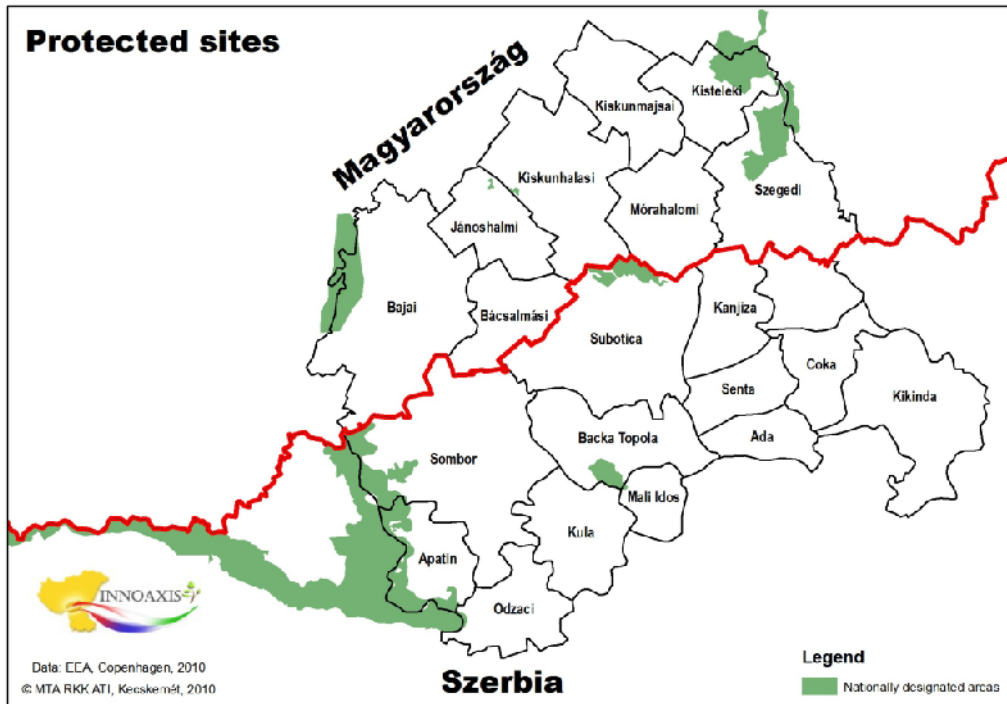 Protected sites
Magyarország
Kisteleki
Kiskunmajsai
Kiskunhalasi
Szegedi
Mórahalomi
Jánoshalmi
Bajai
Bácsalmási
Kanjiza
Subotica
Coka
Senta
Kikinda
Backa Topola
Ada
Sombor
Mali Idos
Kula
Apatin
Odzaci
INNOAXIS
Data: EEA, Copenhagen, 2010
© MTA RKK ATI, Kecskemét, 2010
Szerbia
Legend
Nationally designated areas